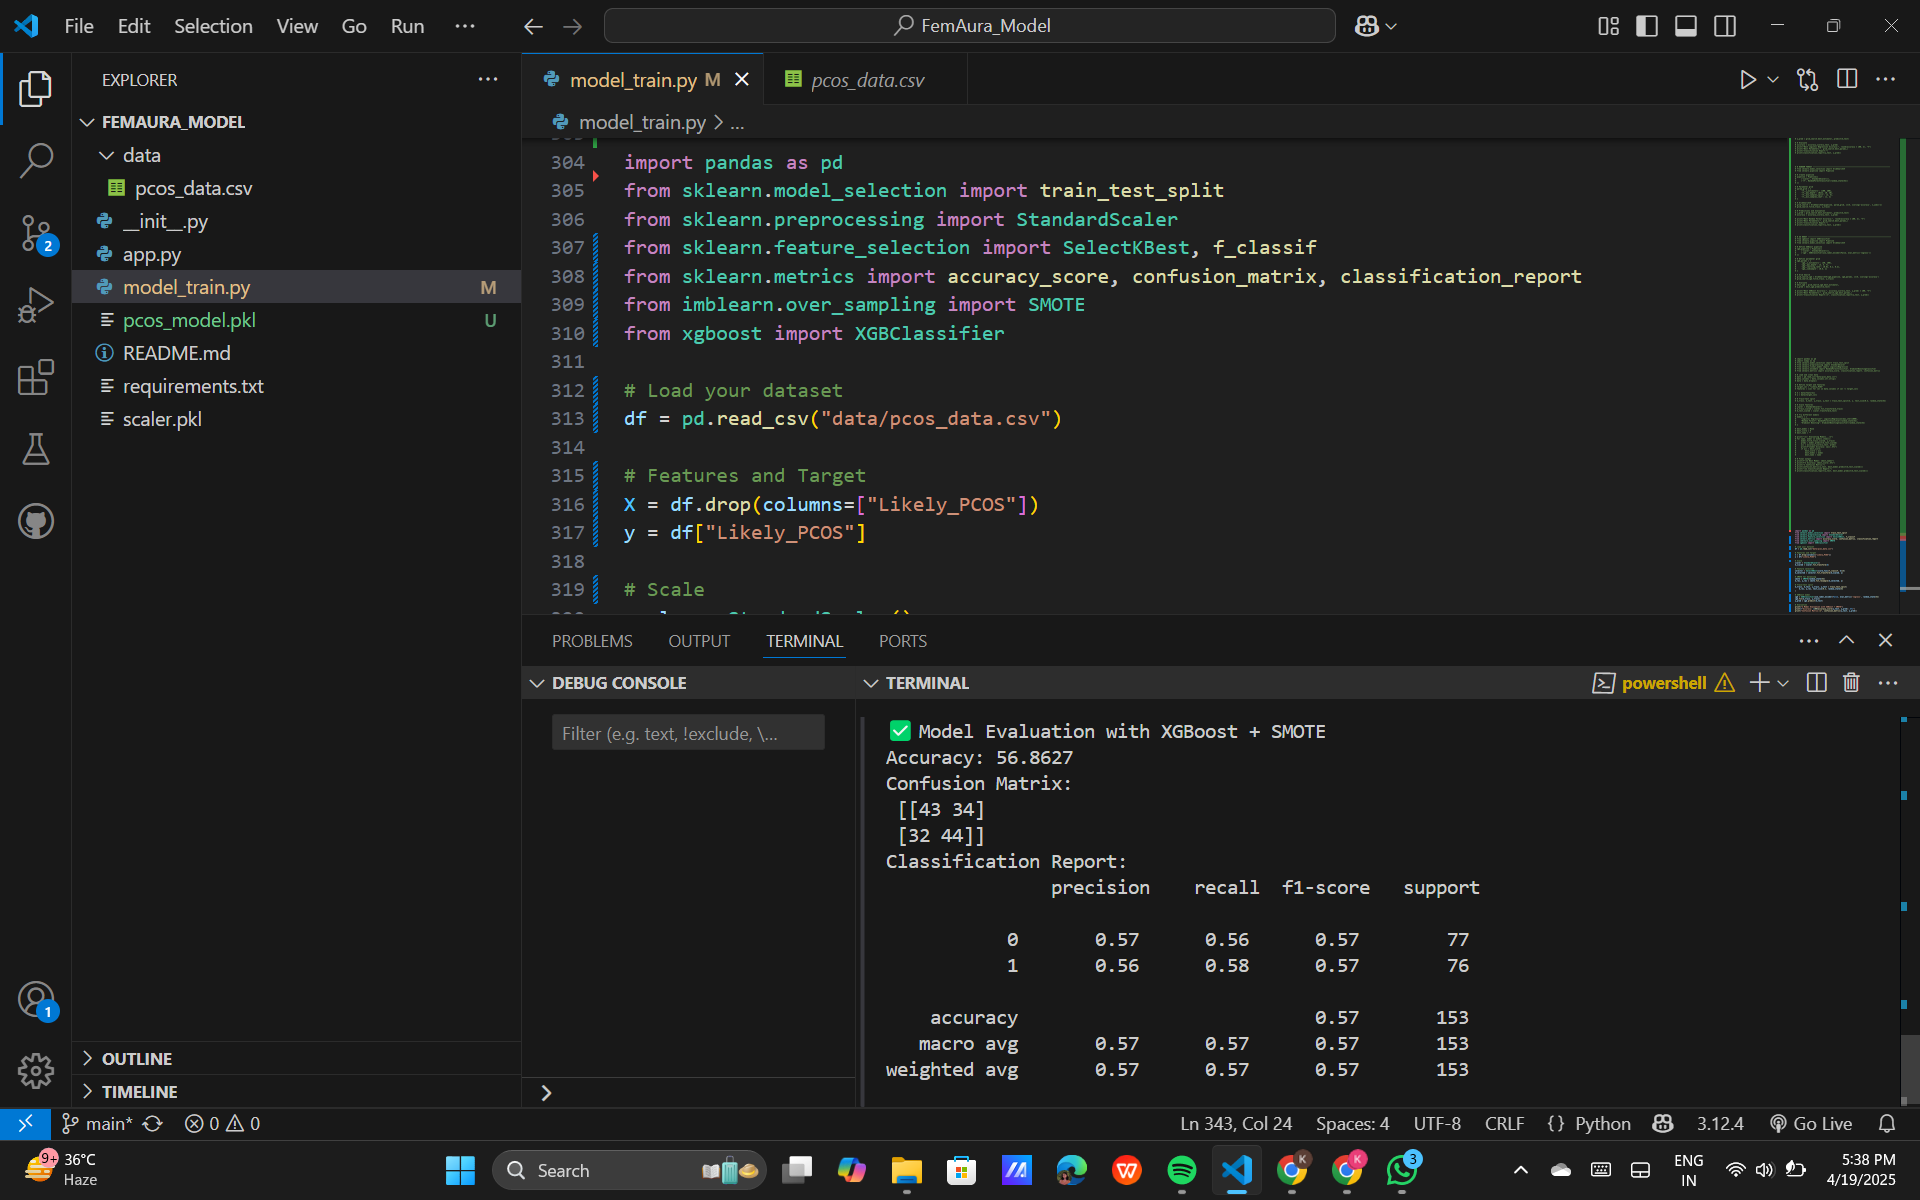 File Edit Selection View Go Run ...
FemAura_Model
EXPLORER
FEMAURA_MODEL
data
pcos_data.csv
__init__.py
app.py
model_train.py M
pcos_model.pkl U
README.md
requirements.txt
scaler.pkl
OUTLINE
TIMELINE
2
1
model_train.py M
pcos_data.csv
model_train.py > ...
304 import pandas as pd
305 from sklearn.model_selection import train_test_split
306 from sklearn.preprocessing import StandardScaler
307 from sklearn.feature_selection import SelectKBest, f_classif
308 from sklearn.metrics import accuracy_score, confusion_matrix, classification_report
309 from imblearn.over_sampling import SMOTE
310 from xgboost import XGBClassifier
311
312 # Load your dataset
313 df = pd.read_csv("data/pcos_data.csv")
314
315 # Features and Target
316 X = df.drop(columns=["Likely_PCOS"])
317 y = df["Likely_PCOS"]
318
319 # Scale
PROBLEMS OUTPUT TERMINAL PORTS
DEBUG CONSOLE
Filter (e.g. text, !exclude, \...
TERMINAL
powershell
✅ Model Evaluation with XGBoost + SMOTE
Accuracy: 56.8627
Confusion Matrix:
[[43 34]
[32 44]]
Classification Report:
precision recall f1-score support
0 0.57 0.56 0.57 77
1 0.56 0.58 0.57 76
accuracy 0.57 153
macro avg 0.57 0.57 0.57 153
weighted avg 0.57 0.57 0.57 153
main* 0 0 Ln 343, Col 24 Spaces: 4 UTF-8 CRLF {} Python 3.12.4 Go Live
9+
36°C
Haze
Search
K
K
3
ENG
IN
5:38 PM
4/19/2025